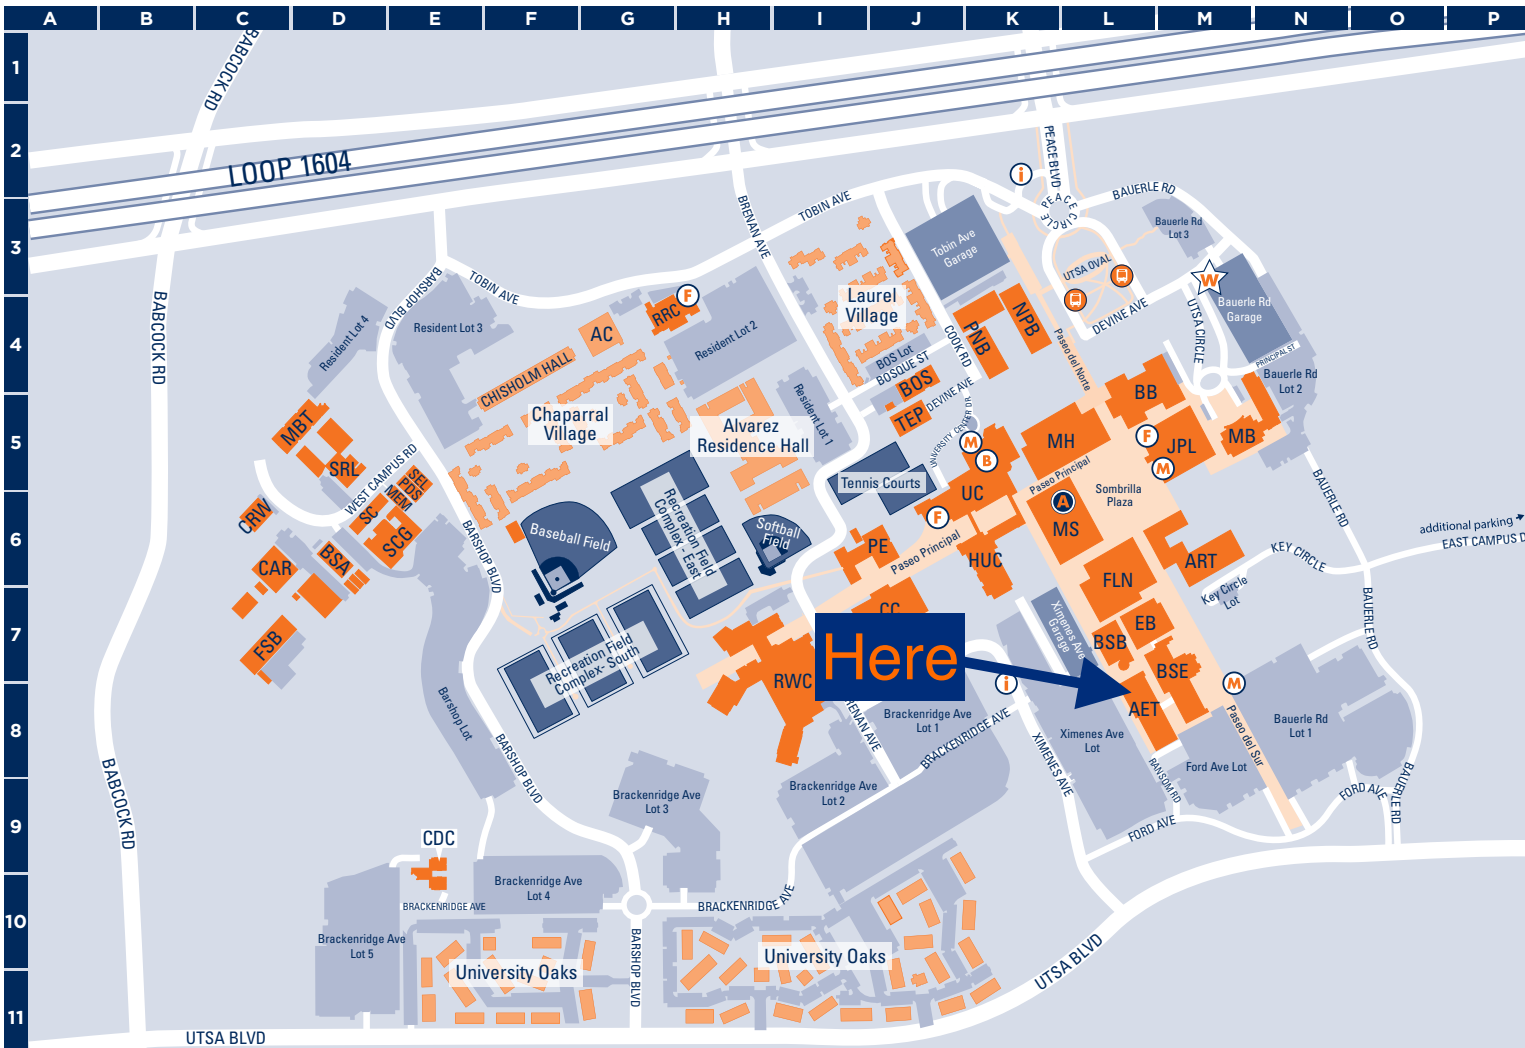 A B C D E F G H I J K L M N O P
1
2
3
4
5
6
7
8
9
10
11
BABCOCK RD
LOOP 1604
PEACE BLVD
i
PEACE CIRCLE
BAUERLE RD
Bauerle Rd
Lot 3
TOBIN AVE
BRENAN AVE
Tobin Ave
Garage
UTSA OVAL
W
BARSHOP BLVD
TOBIN AVE
BABCOCK RD
Resident Lot 4
Resident Lot 3
AC
RRC
F
Resident Lot 2
Laurel
Village
COOK RD
PNB
NPB
DEVINE AVE
UTSA CIRCLE
Bauerle Rd
Garage
Paseo del Norte
PRINCIPAL ST
BOS Lot
BOSQUE ST
Bauerle Rd
Lot 2
CHISHOLM HALL
BOS
DEVINE AVE
TEP
BB
Chaparral
Village
Alvarez
Residence Hall
Resident Lot 1
UNIVERSITY CENTER DR
M
B
MH
F
JPL
M
MB
MBT
SRL
WEST CAMPUS RD
SEL
PDS
MEM
SC
SCG
CRW
Tennis Courts
UC
Paseo Principal
Sombrilla
Plaza
A
MS
BAUERLE RD
BARSHOP BLVD
Baseball Field
Recreation Field
Complex - East
Softball
Field
F
PE
Paseo Principal
HUC
ART
KEY CIRCLE
additional parking
EAST CAMPUS D
BSA
CAR
FLN
Key Circle
Lot
BAUERLE RD
FSB
CC
Ximenes Ave
Garage
EB
BSB
BSE
Recreation Field
Complex- South
RWC
Here
i
M
AET
Barshop Lot
BRENAN AVE
Brackenridge Ave
Lot 1
BRACKENRIDGE AVE
XIMENES AVE
Ximenes Ave
Lot
Paseo del Sur
Bauerle Rd
Lot 1
RANSOM RD
Ford Ave Lot
BABCOCK RD
BARSHOP BLVD
Brackenridge Ave
Lot 3
Brackenridge Ave
Lot 2
FORD AVE
FORD AVE
BAUERLE RD
CDC
Brackenridge Ave
Lot 4
BRACKENRIDGE AVE
BRACKENRIDGE AVE
Brackenridge Ave
Lot 5
University Oaks
BARSHOP BLVD
University Oaks
UTSA BLVD
UTSA BLVD